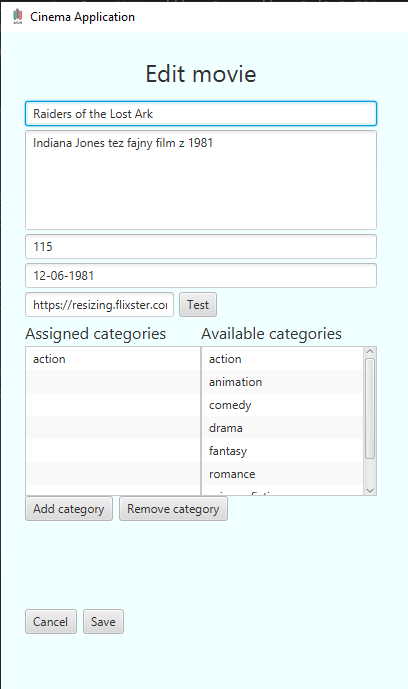 Cinema Application
Edit movie
Raiders of the Lost Ark
Indiana Jones tez fajny film z 1981
115
12-06-1981
https://resizing.flixster.co
Test
Assigned categories Available categories
action action
animation
comedy
drama
fantasy
romance
Add category Remove category
Cancel Save